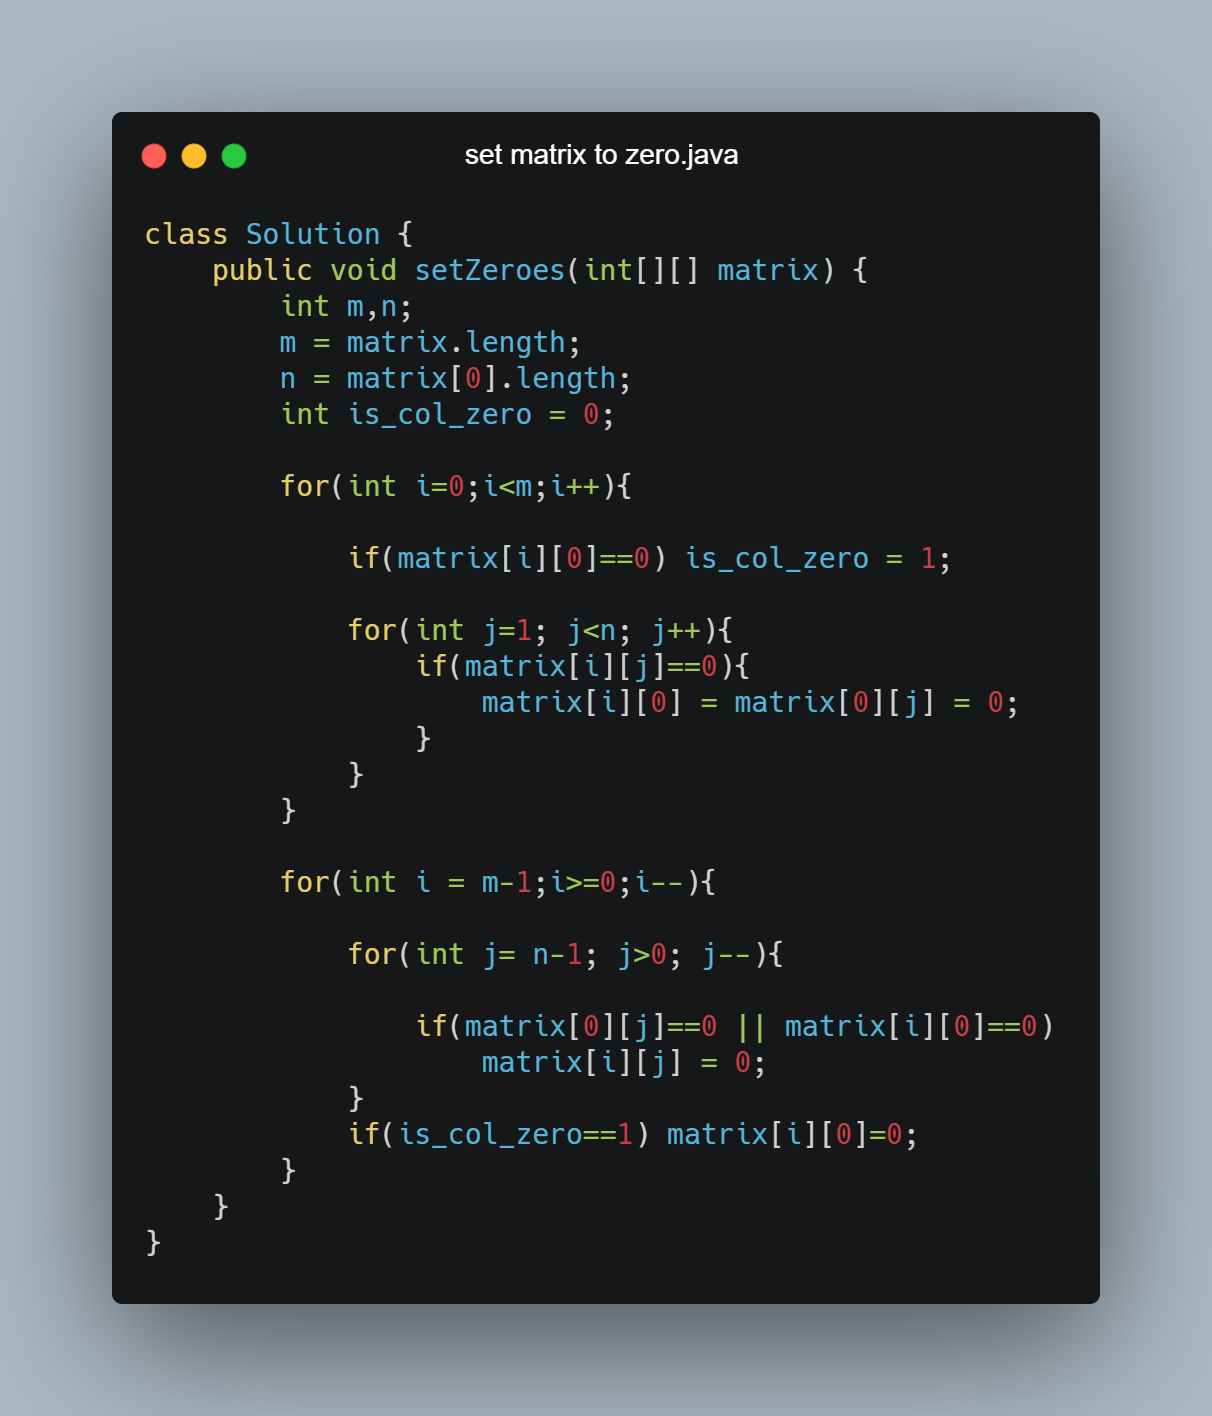 set matrix to zero.java
class Solution {
    public void setZeroes(int[][] matrix) {
        int m,n;
        m = matrix.length;
        n = matrix[0].length;
        int is_col_zero = 0;

        for(int i=0;i<m;i++){

            if(matrix[i][0]==0) is_col_zero = 1;

            for(int j=1; j<n; j++){
                if(matrix[i][j]==0){
                    matrix[i][0] = matrix[0][j] = 0;
                }
            }
        }

        for(int i = m-1;i>=0;i--){

            for(int j= n-1; j>0; j--){

                if(matrix[0][j]==0 || matrix[i][0]==0)
                    matrix[i][j] = 0;
            }
            if(is_col_zero==1) matrix[i][0]=0;
        }
    }
}